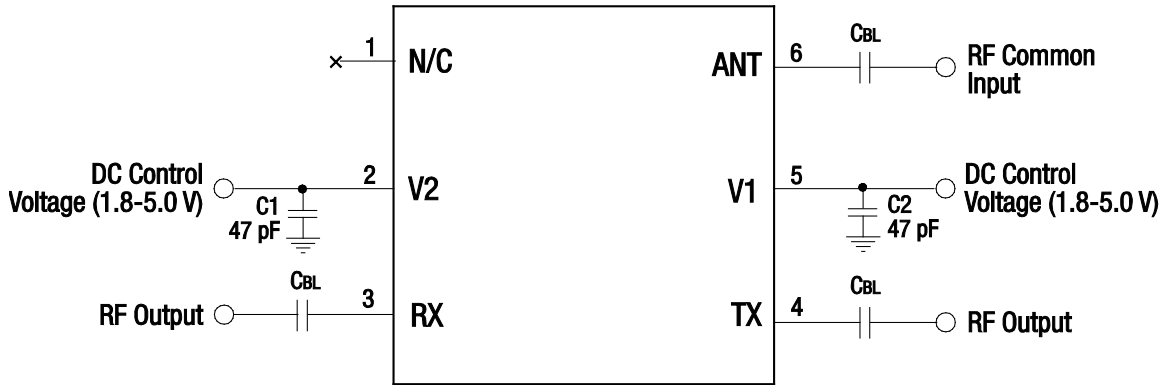 1
N/C
ANT
6
CBL
RF Common
Input
DC Control
Voltage (1.8-5.0 V)
2
V2
C1
47 pF
V1
5
DC Control
Voltage (1.8-5.0 V)
C2
47 pF
RF Output
CBL
3
RX
TX
4
CBL
RF Output